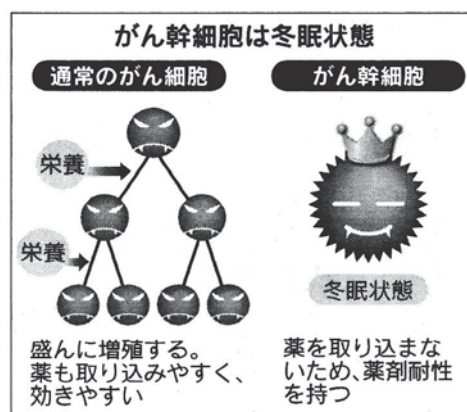 がん幹細胞は冬眠状態
通常のがん細胞
がん幹細胞
栄養
栄養
冬眠状態
盛んに増殖する。
薬も取り込みやすく、
効きやすい
薬を取り込まな
いため、薬剤耐性
を持つ